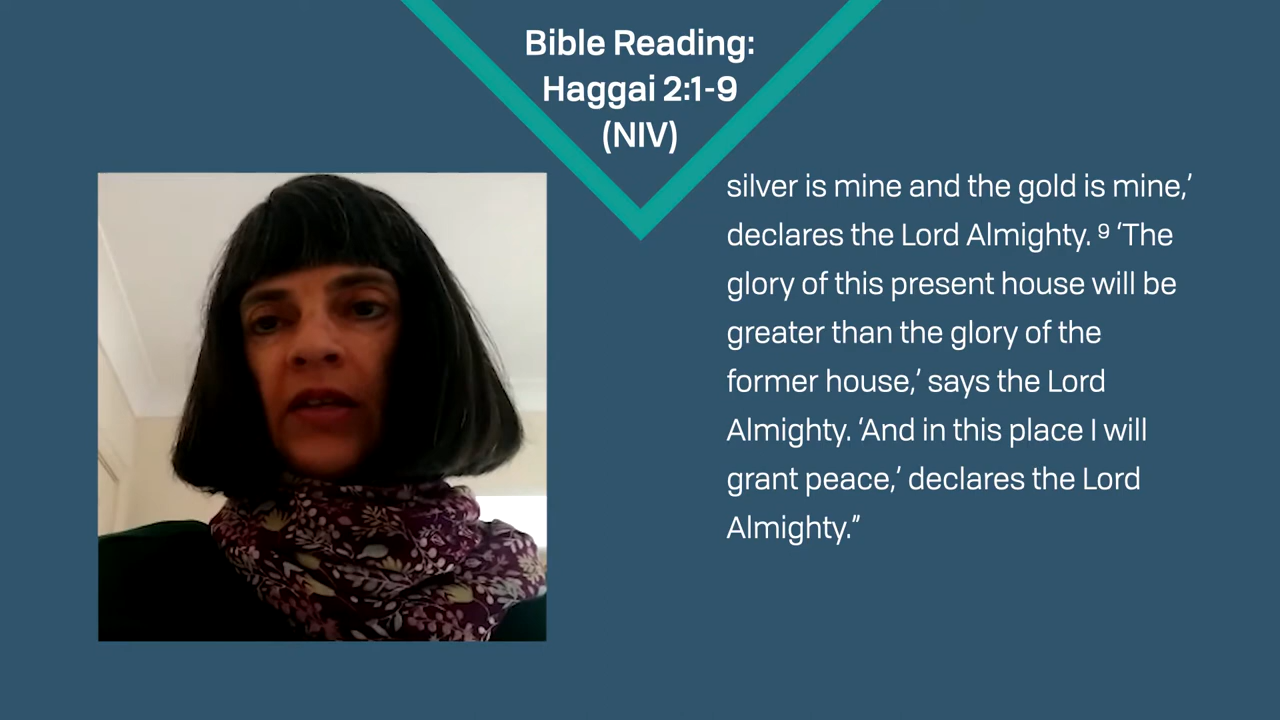 Bible Reading:
Haggai 2:1-9
(NIV)
silver is mine and the gold is mine,’
declares the Lord Almighty. ⁹ ‘The
glory of this present house will be
greater than the glory of the
former house,’ says the Lord
Almighty. ‘And in this place I will
grant peace,’ declares the Lord
Almighty.”